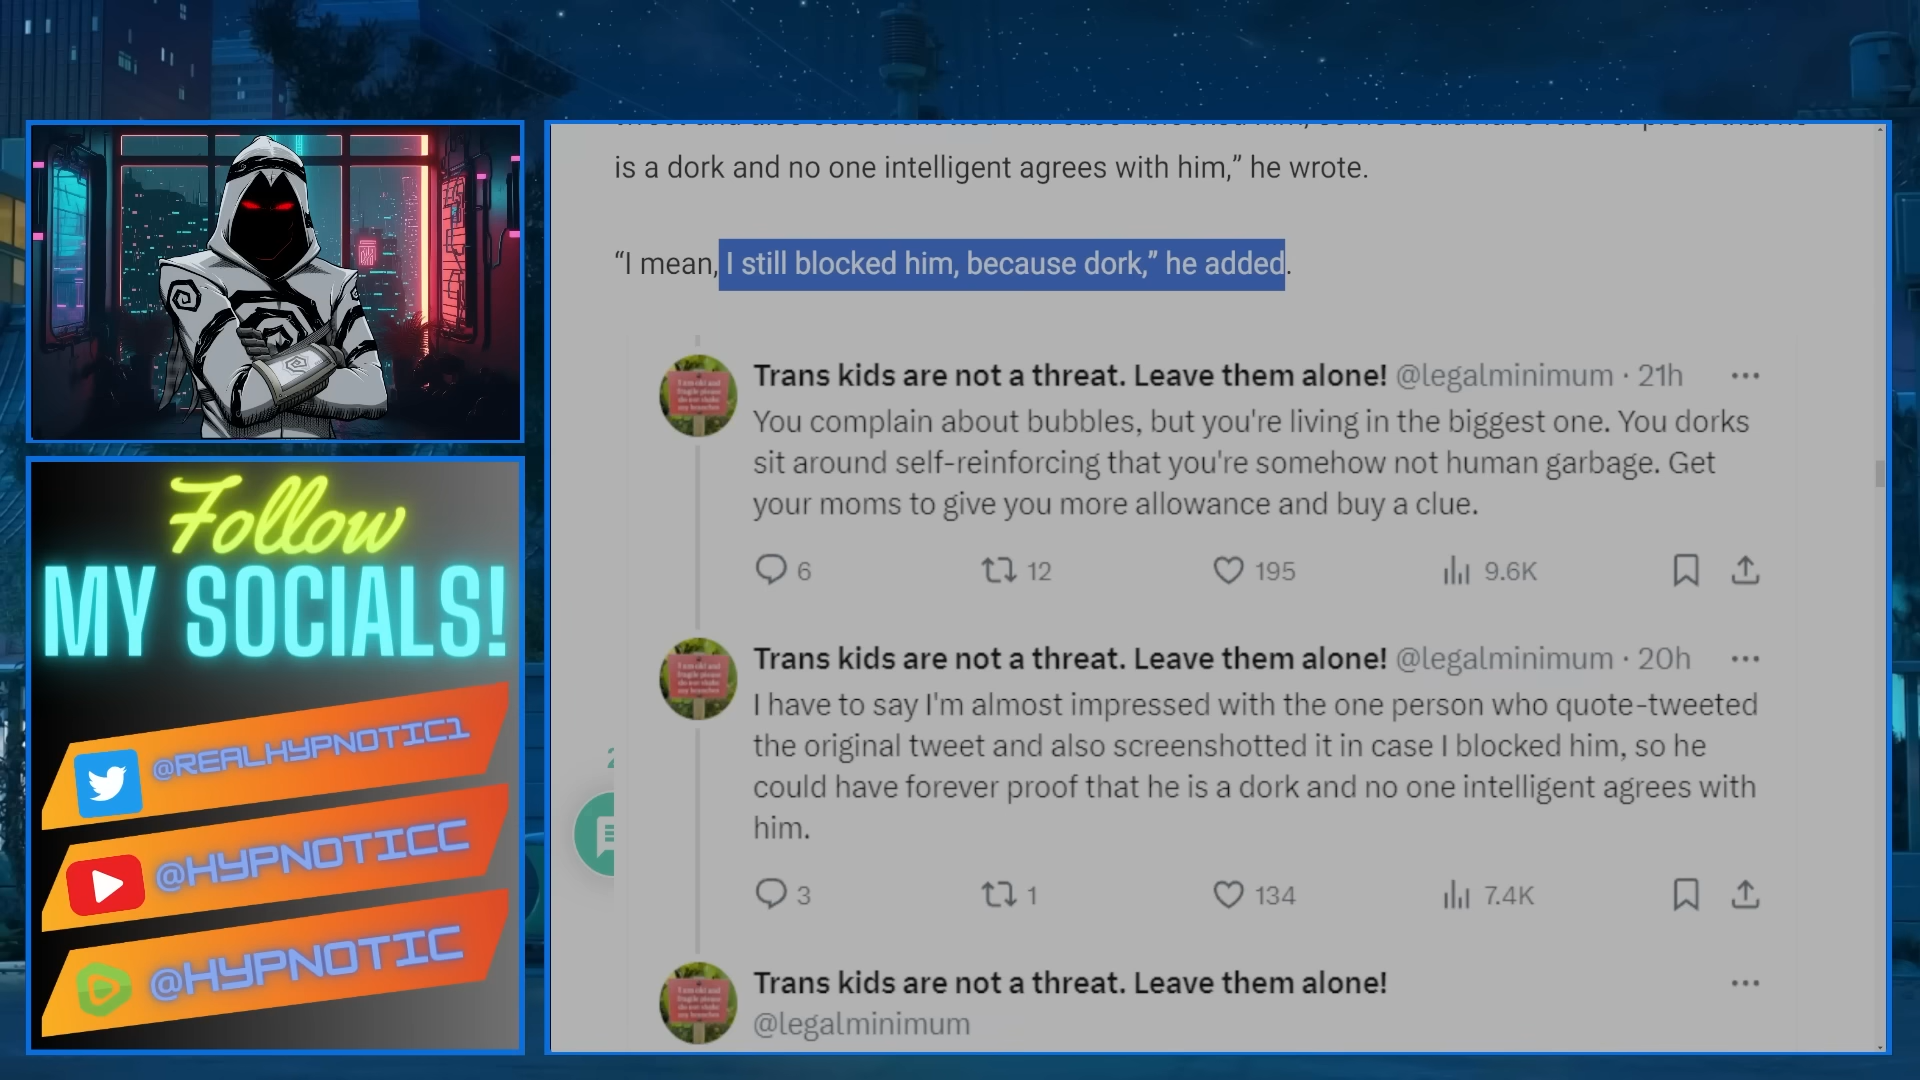 is a dork and no one intelligent agrees with him,” he wrote.
“I mean, I still blocked him, because dork,” he added.
Trans kids are not a threat. Leave them alone! @legalminimum · 21h
You complain about bubbles, but you're living in the biggest one. You dorks
sit around self-reinforcing that you're somehow not human garbage. Get
your moms to give you more allowance and buy a clue.
6 12 195 9.6K
Trans kids are not a threat. Leave them alone! @legalminimum · 20h
I have to say I'm almost impressed with the one person who quote-tweeted
the original tweet and also screenshotted it in case I blocked him, so he
could have forever proof that he is a dork and no one intelligent agrees with
him.
3 1 134 7.4K
Trans kids are not a threat. Leave them alone!
@legalminimum
Follow
MY SOCIALS!
@REALHYPNOTIC1
@HYPNOTICC
@HYPNOTIC